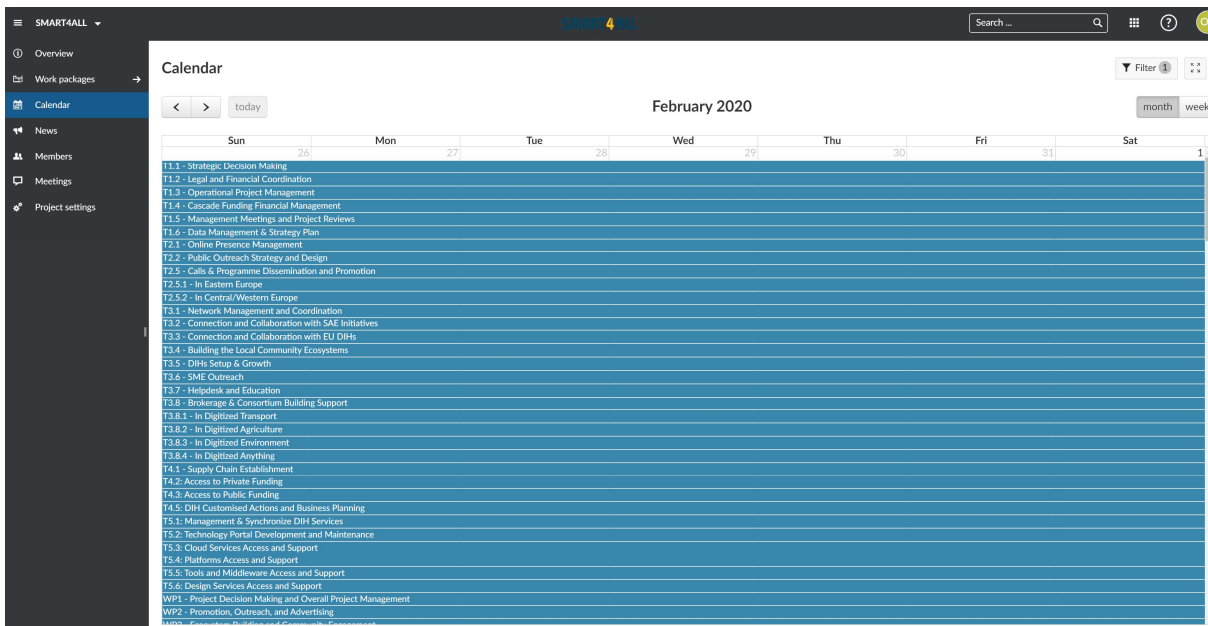 SMART4ALL
SMART4ALL
Search ...
Overview
Work packages
Calendar
News
Members
Meetings
Project settings
Calendar
Filter 1
today
February 2020
month week
Sun Mon Tue Wed Thu Fri Sat
26 27 28 29 30 31 1
T1.1 - Strategic Decision Making
T1.2 - Legal and Financial Coordination
T1.3 - Operational Project Management
T1.4 - Cascade Funding Financial Management
T1.5 - Management Meetings and Project Reviews
T1.6 - Data Management & Strategy Plan
T2.1 - Online Presence Management
T2.2 - Public Outreach Strategy and Design
T2.5 - Calls & Programme Dissemination and Promotion
T2.5.1 - In Eastern Europe
T2.5.2 - In Central/Western Europe
T3.1 - Network Management and Coordination
T3.2 - Connection and Collaboration with SAE Initiatives
T3.3 - Connection and Collaboration with EU DIHs
T3.4 - Building the Local Community Ecosystems
T3.5 - DIHs Setup & Growth
T3.6 - SME Outreach
T3.7 - Helpdesk and Education
T3.8 - Brokerage & Consortium Building Support
T3.8.1 - In Digitized Transport
T3.8.2 - In Digitized Agriculture
T3.8.3 - In Digitized Environment
T3.8.4 - In Digitized Anything
T4.1 - Supply Chain Establishment
T4.2: Access to Private Funding
T4.3: Access to Public Funding
T4.5: DIH Customised Actions and Business Planning
T5.1: Management & Synchronize DIH Services
T5.2: Technology Portal Development and Maintenance
T5.3: Cloud Services Access and Support
T5.4: Platforms Access and Support
T5.5: Tools and Middleware Access and Support
T5.6: Design Services Access and Support
WP1 - Project Decision Making and Overall Project Management
WP2 - Promotion, Outreach, and Advertising
WP3 - Ecosystem Building and Community Engagement